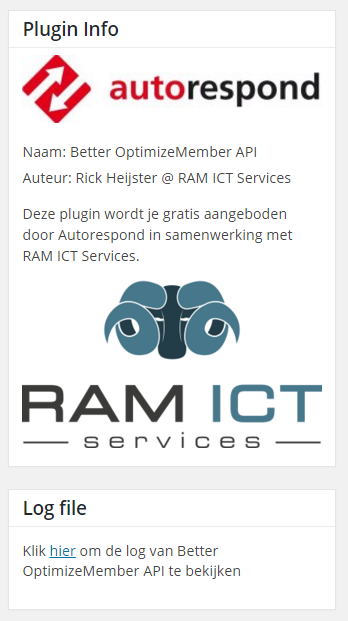 Plugin Info
autorespond
Naam: Better OptimizeMember API
Auteur: Rick Heijster @ RAM ICT Services
Deze plugin wordt je gratis aangeboden
door Autorespond in samenwerking met
RAM ICT Services.
RAM ICT
services
Log file
Klik hier om de log van Better
OptimizeMember API te bekijken